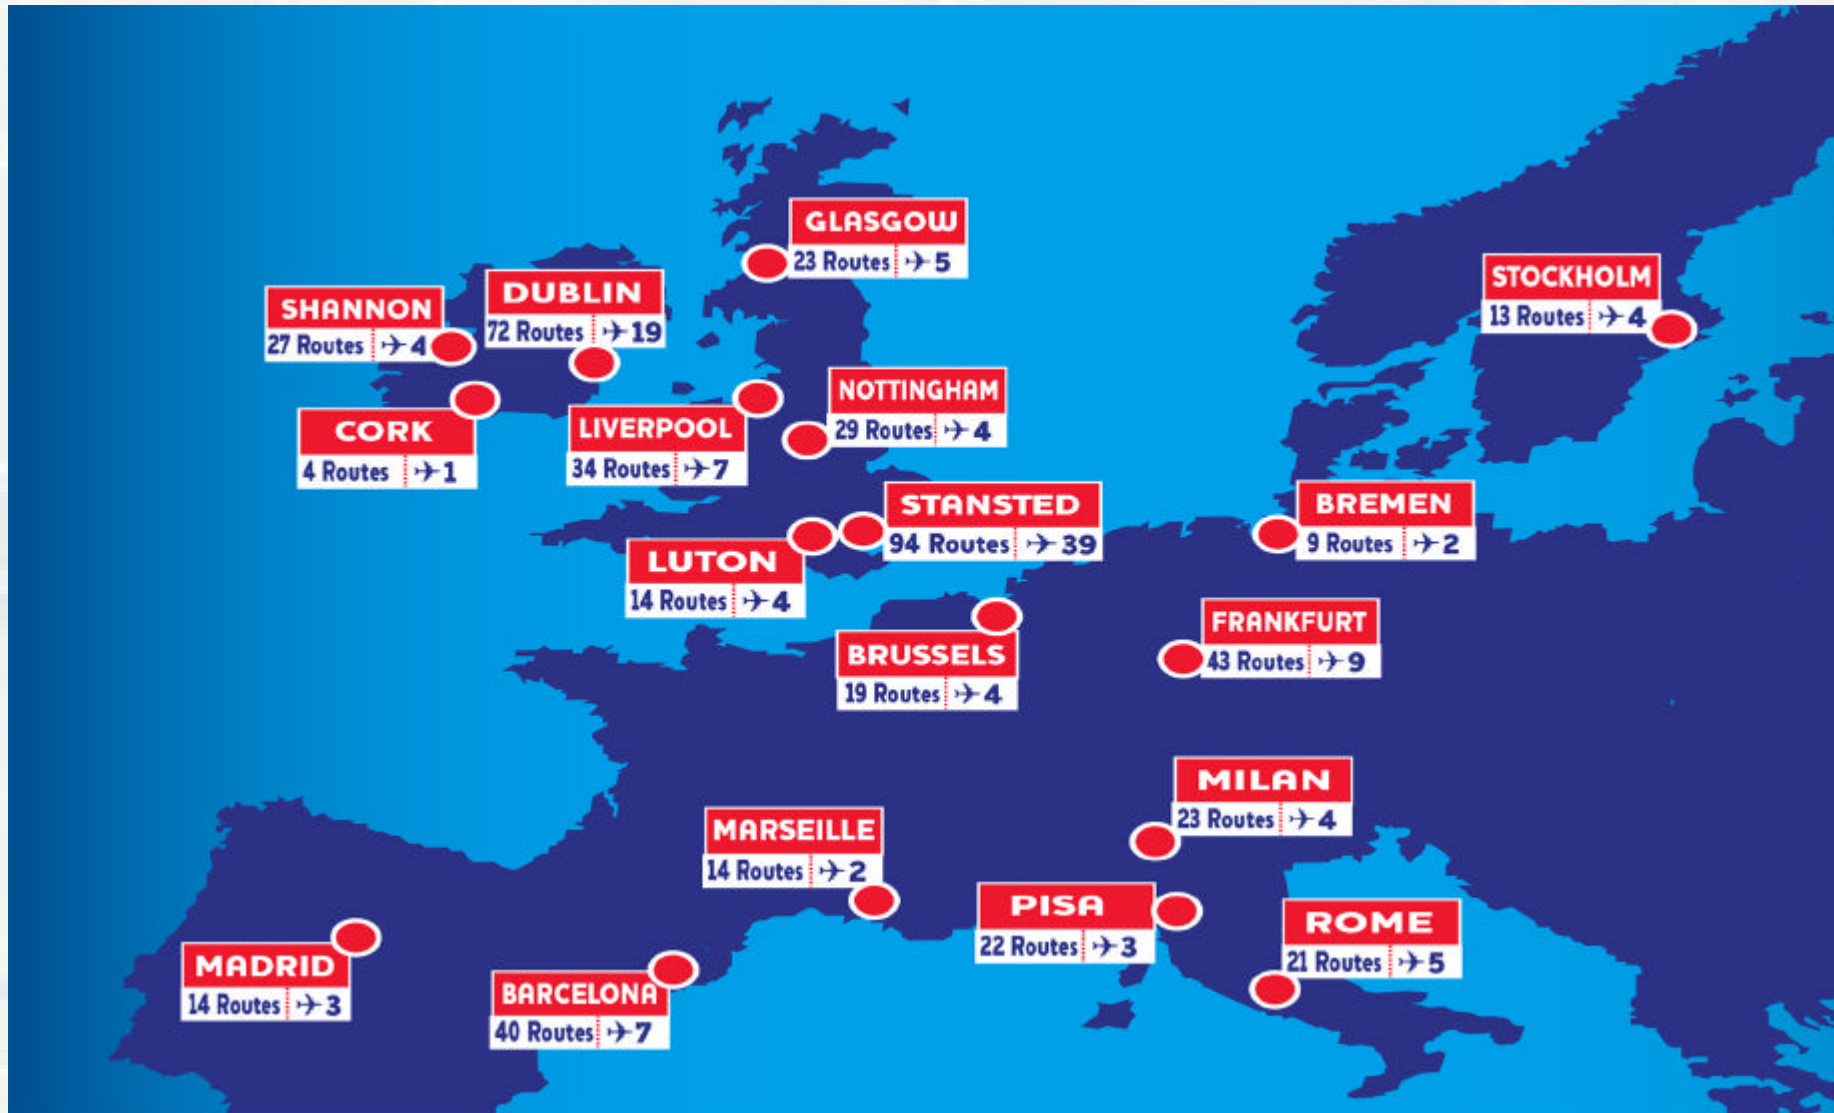 GLASGOW
23 Routes 5
STOCKHOLM
13 Routes 4
DUBLIN
72 Routes 19
SHANNON
27 Routes 4
NOTTINGHAM
29 Routes 4
CORK
4 Routes 1
LIVERPOOL
34 Routes 7
STANSTED
94 Routes 39
BREMEN
9 Routes 2
LUTON
14 Routes 4
FRANKFURT
43 Routes 9
BRUSSELS
19 Routes 4
MILAN
23 Routes 4
MARSEILLE
14 Routes 2
PISA
22 Routes 3
ROME
21 Routes 5
MADRID
14 Routes 3
BARCELONA
40 Routes 7